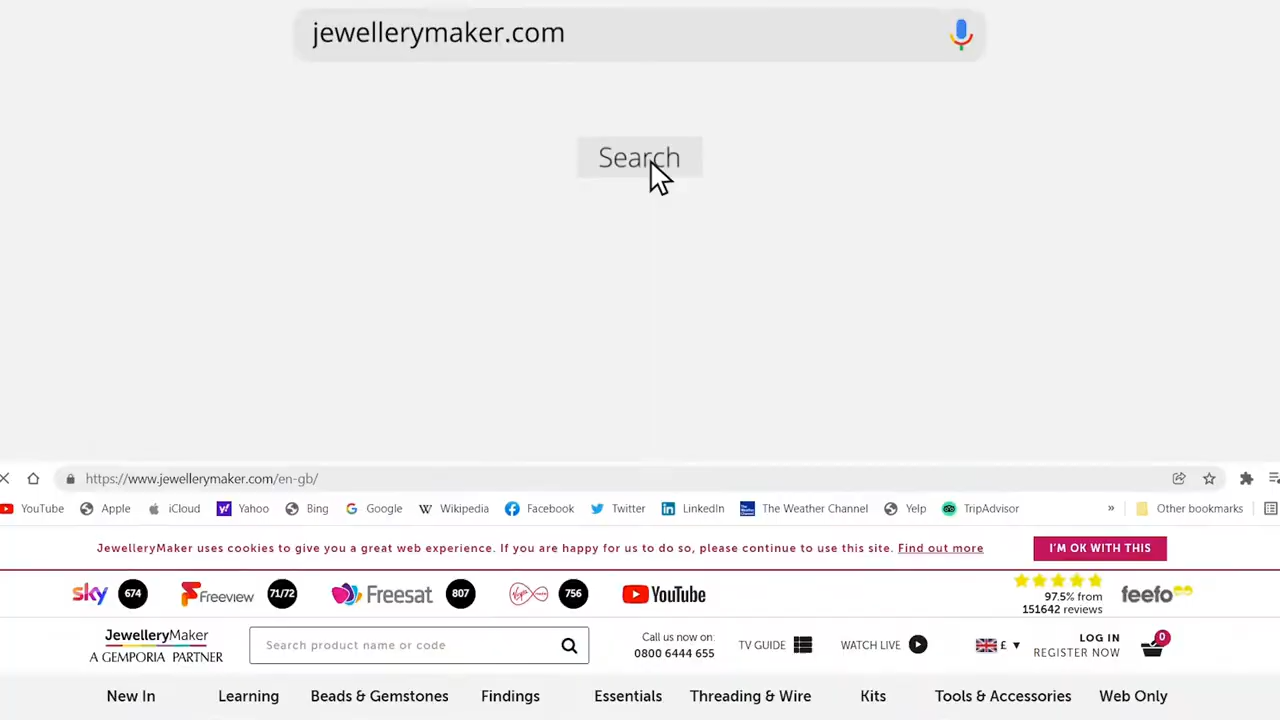 jewellerymaker.com
Search
https://www.jewellerymaker.com/en-gb/
YouTube Apple iCloud Yahoo Bing Google Wikipedia Facebook Twitter LinkedIn The Weather Channel Yelp TripAdvisor » Other bookmarks
JewelleryMaker uses cookies to give you a great web experience. If you are happy for us to do so, please continue to use this site. Find out more I'M OK WITH THIS
sky 674 Freeview 71/72 Freesat 807 Virgin media 756 YouTube
97.5% from
151642 reviews
feefo
JewelleryMaker
A GEMPORIA PARTNER
Search product name or code
Call us now on:
0800 6444 655
TV GUIDE WATCH LIVE £
LOG IN
REGISTER NOW
0
New In Learning Beads & Gemstones Findings Essentials Threading & Wire Kits Tools & Accessories Web Only